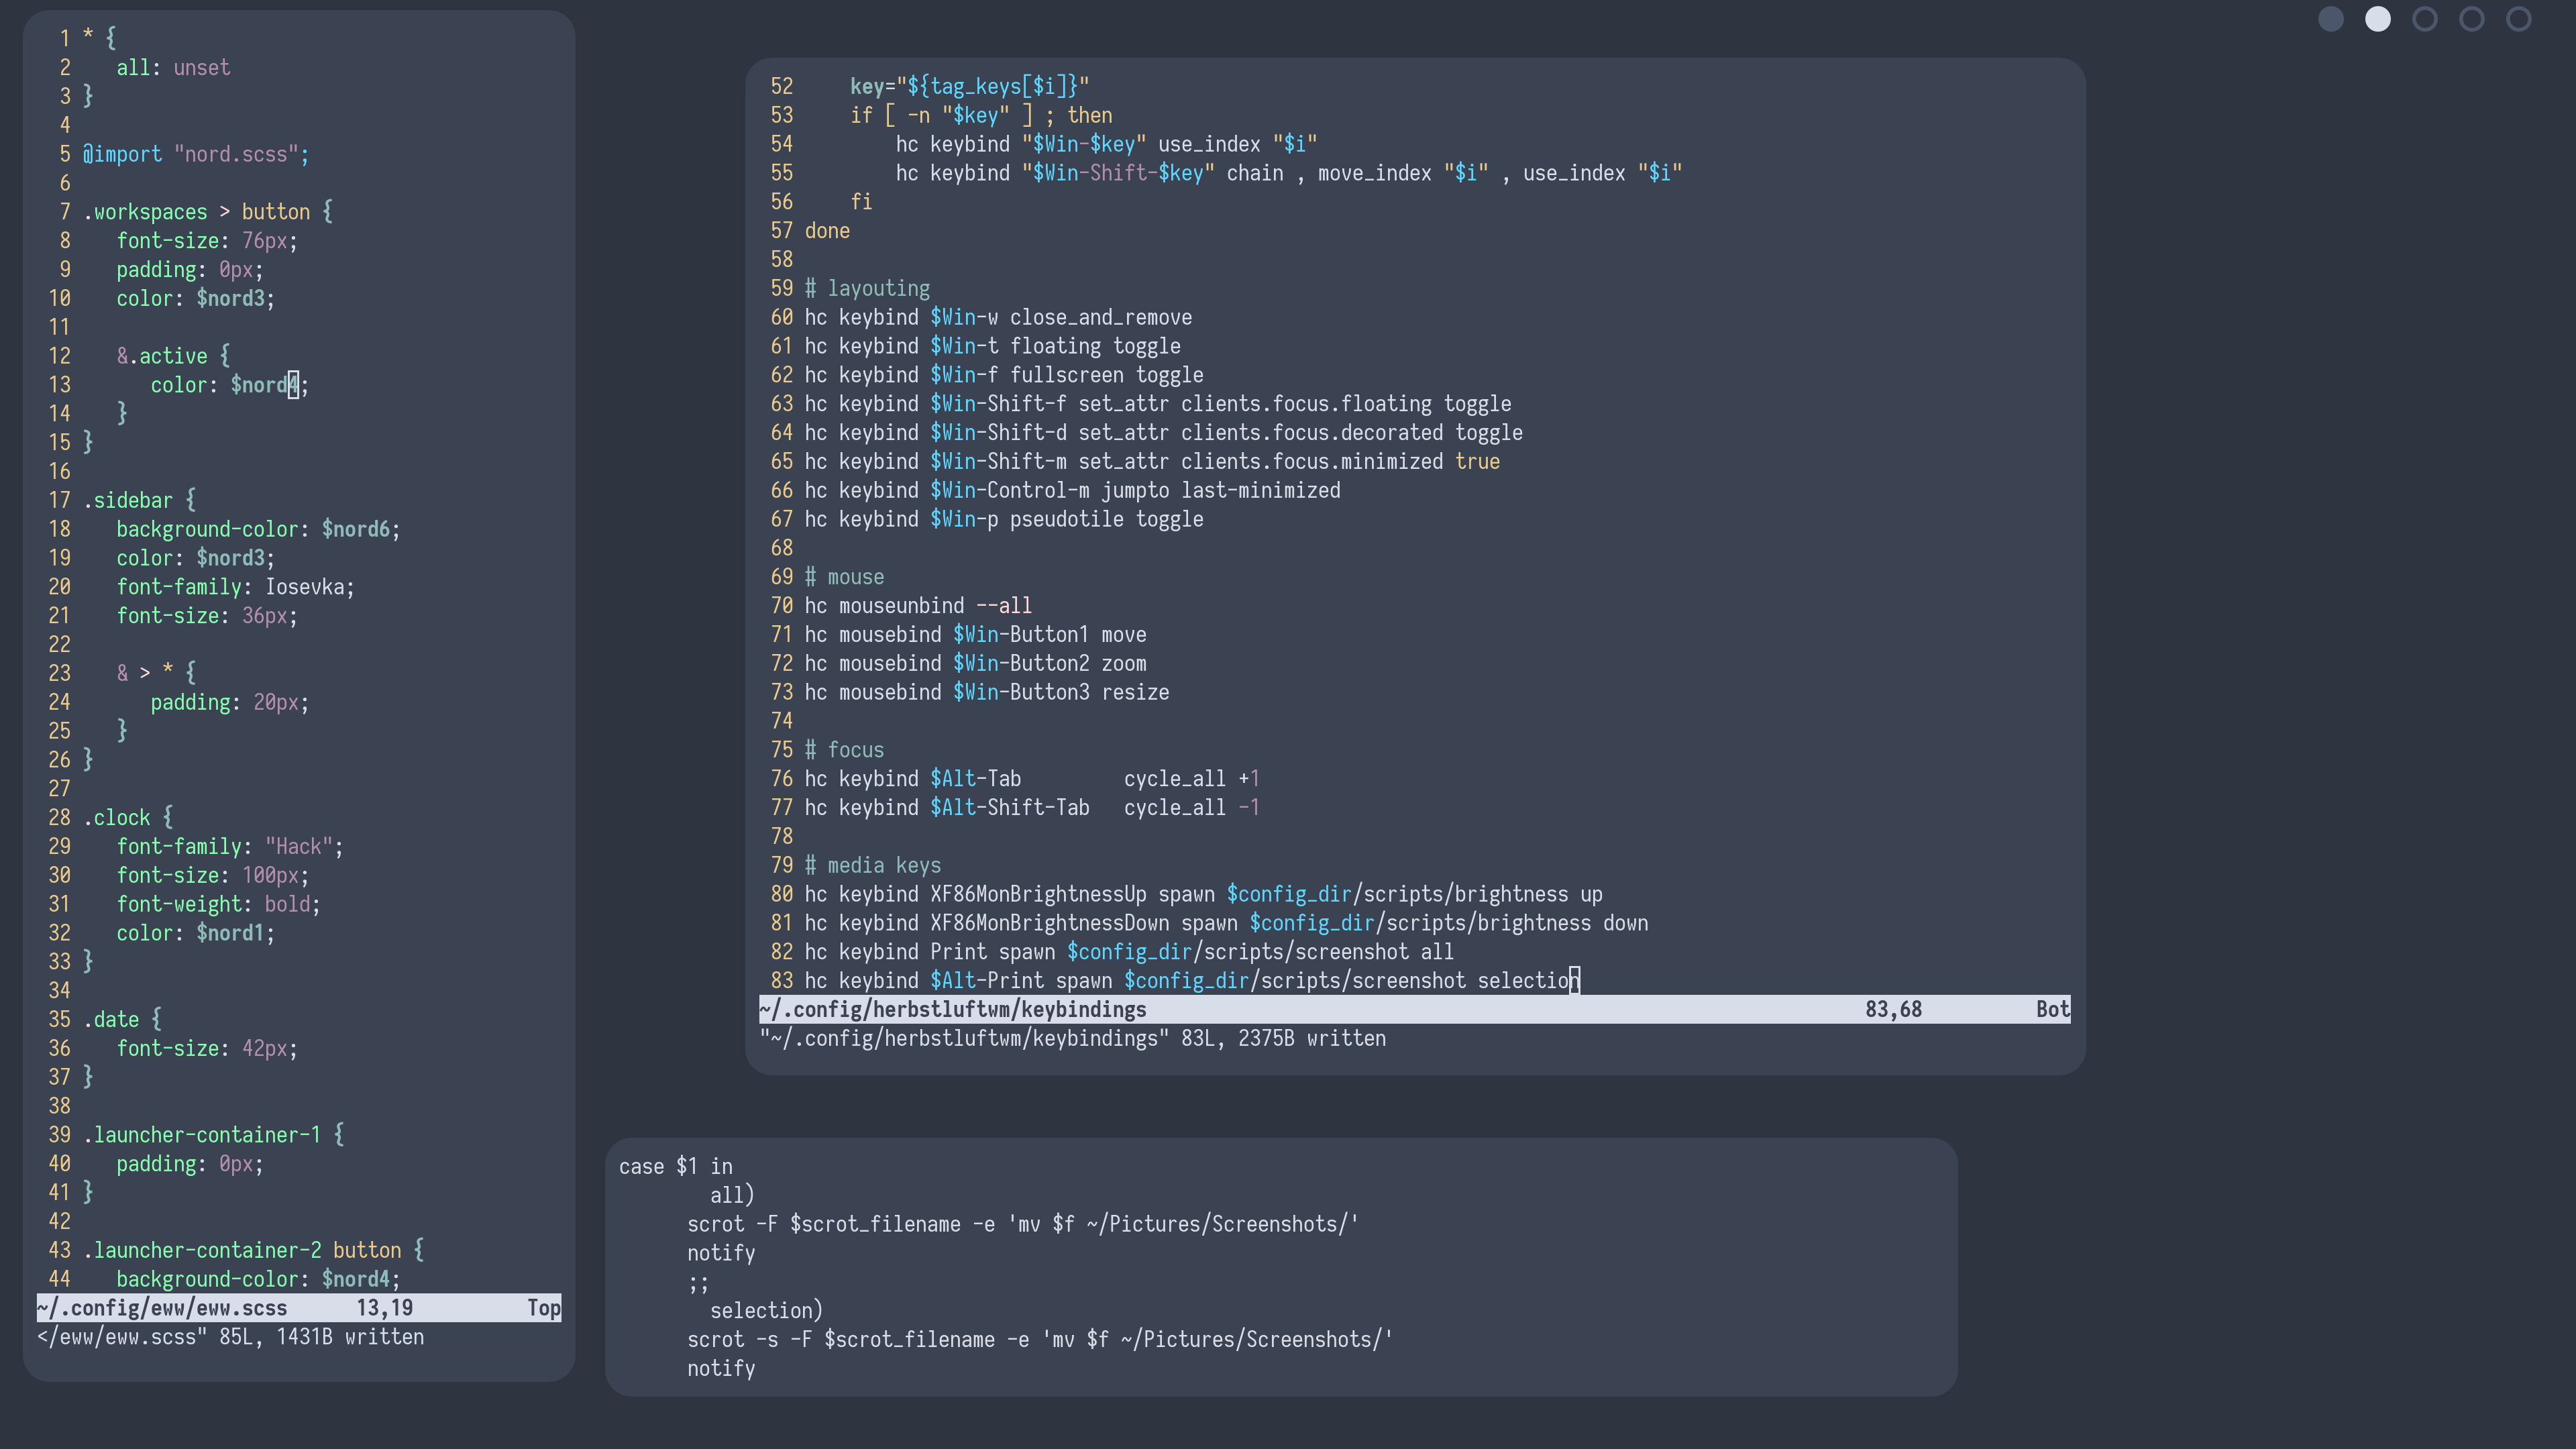 1 * {
2    all: unset
3 }
4
5 @import "nord.scss";
6
7 .workspaces > button {
8    font-size: 76px;
9    padding: 0px;
10    color: $nord3;
11
12    &.active {
13       color: $nord4;
14    }
15 }
16
17 .sidebar {
18    background-color: $nord6;
19    color: $nord3;
20    font-family: Iosevka;
21    font-size: 36px;
22
23    & > * {
24       padding: 20px;
25    }
26 }
27
28 .clock {
29    font-family: "Hack";
30    font-size: 100px;
31    font-weight: bold;
32    color: $nord1;
33 }
34
35 .date {
36    font-size: 42px;
37 }
38
39 .launcher-container-1 {
40    padding: 0px;
41 }
42
43 .launcher-container-2 button {
44    background-color: $nord4;
~/.config/eww/eww.scss      13,19          Top
</eww/eww.scss" 85L, 1431B written
52     key="${tag_keys[$i]}"
53     if [ -n "$key" ] ; then
54         hc keybind "$Win-$key" use_index "$i"
55         hc keybind "$Win-Shift-$key" chain , move_index "$i" , use_index "$i"
56     fi
57 done
58
59 # layouting
60 hc keybind $Win-w close_and_remove
61 hc keybind $Win-t floating toggle
62 hc keybind $Win-f fullscreen toggle
63 hc keybind $Win-Shift-f set_attr clients.focus.floating toggle
64 hc keybind $Win-Shift-d set_attr clients.focus.decorated toggle
65 hc keybind $Win-Shift-m set_attr clients.focus.minimized true
66 hc keybind $Win-Control-m jumpto last-minimized
67 hc keybind $Win-p pseudotile toggle
68
69 # mouse
70 hc mouseunbind --all
71 hc mousebind $Win-Button1 move
72 hc mousebind $Win-Button2 zoom
73 hc mousebind $Win-Button3 resize
74
75 # focus
76 hc keybind $Alt-Tab         cycle_all +1
77 hc keybind $Alt-Shift-Tab   cycle_all -1
78
79 # media keys
80 hc keybind XF86MonBrightnessUp spawn $config_dir/scripts/brightness up
81 hc keybind XF86MonBrightnessDown spawn $config_dir/scripts/brightness down
82 hc keybind Print spawn $config_dir/scripts/screenshot all
83 hc keybind $Alt-Print spawn $config_dir/scripts/screenshot selection
~/.config/herbstluftwm/keybindings                    83,68          Bot
"~/.config/herbstluftwm/keybindings" 83L, 2375B written
case $1 in
        all)
      scrot -F $scrot_filename -e 'mv $f ~/Pictures/Screenshots/'
      notify
      ;;
        selection)
      scrot -s -F $scrot_filename -e 'mv $f ~/Pictures/Screenshots/'
      notify